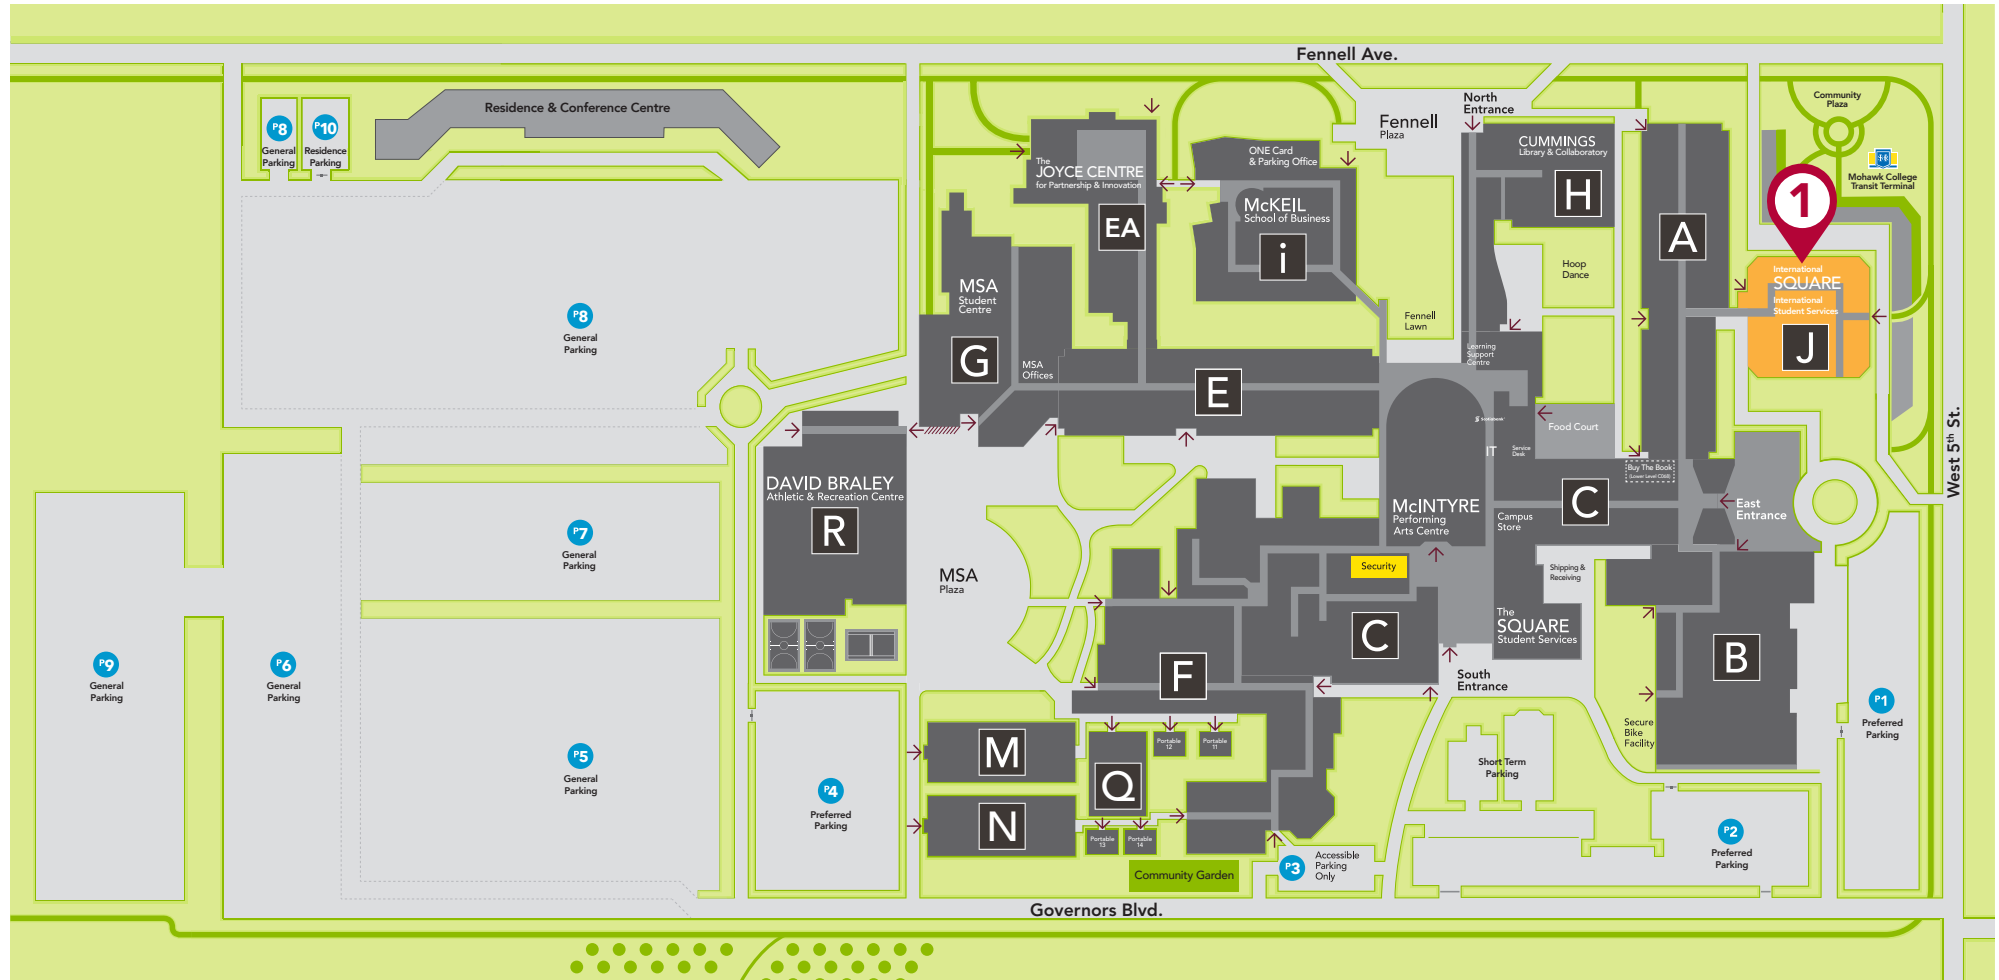 Fennell Ave.
Residence & Conference Centre
P8
General
Parking
P10
Residence
Parking
North
Entrance
Fennell
Plaza
Community
Plaza
Mohawk College
Transit Terminal
1
CUMMINGS
Library & Collaboratory
H
A
The
JOYCE CENTRE
for Partnership & Innovation
EA
ONE Card
& Parking Office
McKEIL
School of Business
i
Hoop
Dance
International
SQUARE
International
Student Services
J
MSA
Student
Centre
G
MSA
Offices
Fennell
Lawn
Learning
Support
Centre
P8
General
Parking
E
Scotiabank
Food Court
IT
Service
Desk
Buy The Book
(Lower Level C068)
West 5th St.
DAVID BRALEY
Athletic & Recreation Centre
R
McINTYRE
Performing
Arts Centre
C
Campus
Store
East
Entrance
P7
General
Parking
MSA
Plaza
Security
Shipping &
Receiving
The
SQUARE
Student Services
C
B
P9
General
Parking
P6
General
Parking
F
South
Entrance
P1
Preferred
Parking
Secure
Bike
Facility
M
Portable
12
Portable
11
P5
General
Parking
Short Term
Parking
P4
Preferred
Parking
Q
N
Portable
13
Portable
14
P2
Preferred
Parking
P3
Accessible
Parking
Only
Community Garden
Governors Blvd.